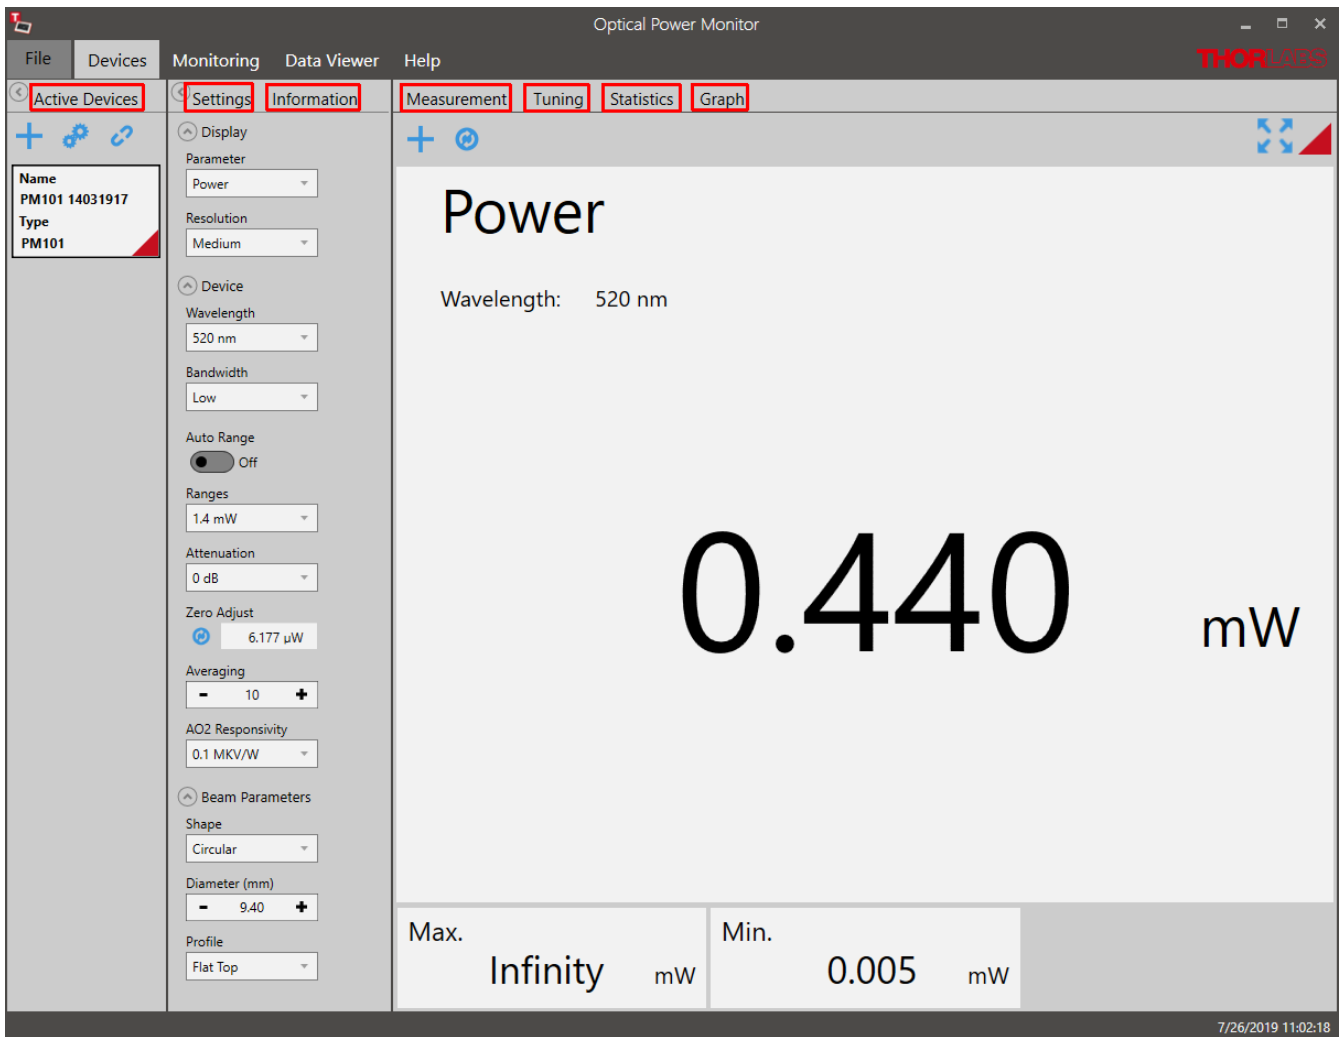 Optical Power Monitor
File Devices Monitoring Data Viewer Help
THORLABS
Active Devices
Name
PM101 14031917
Type
PM101
Settings Information
Display
Parameter
Power
Resolution
Medium
Device
Wavelength
520 nm
Bandwidth
Low
Auto Range
Off
Ranges
1.4 mW
Attenuation
0 dB
Zero Adjust
6.177 µW
Averaging
- 10 +
AO2 Responsivity
0.1 MKV/W
Beam Parameters
Shape
Circular
Diameter (mm)
- 9.40 +
Profile
Flat Top
Measurement Tuning Statistics Graph
Power
Wavelength: 520 nm
0.440 mW
Max.
Infinity mW
Min.
0.005 mW
7/26/2019 11:02:18